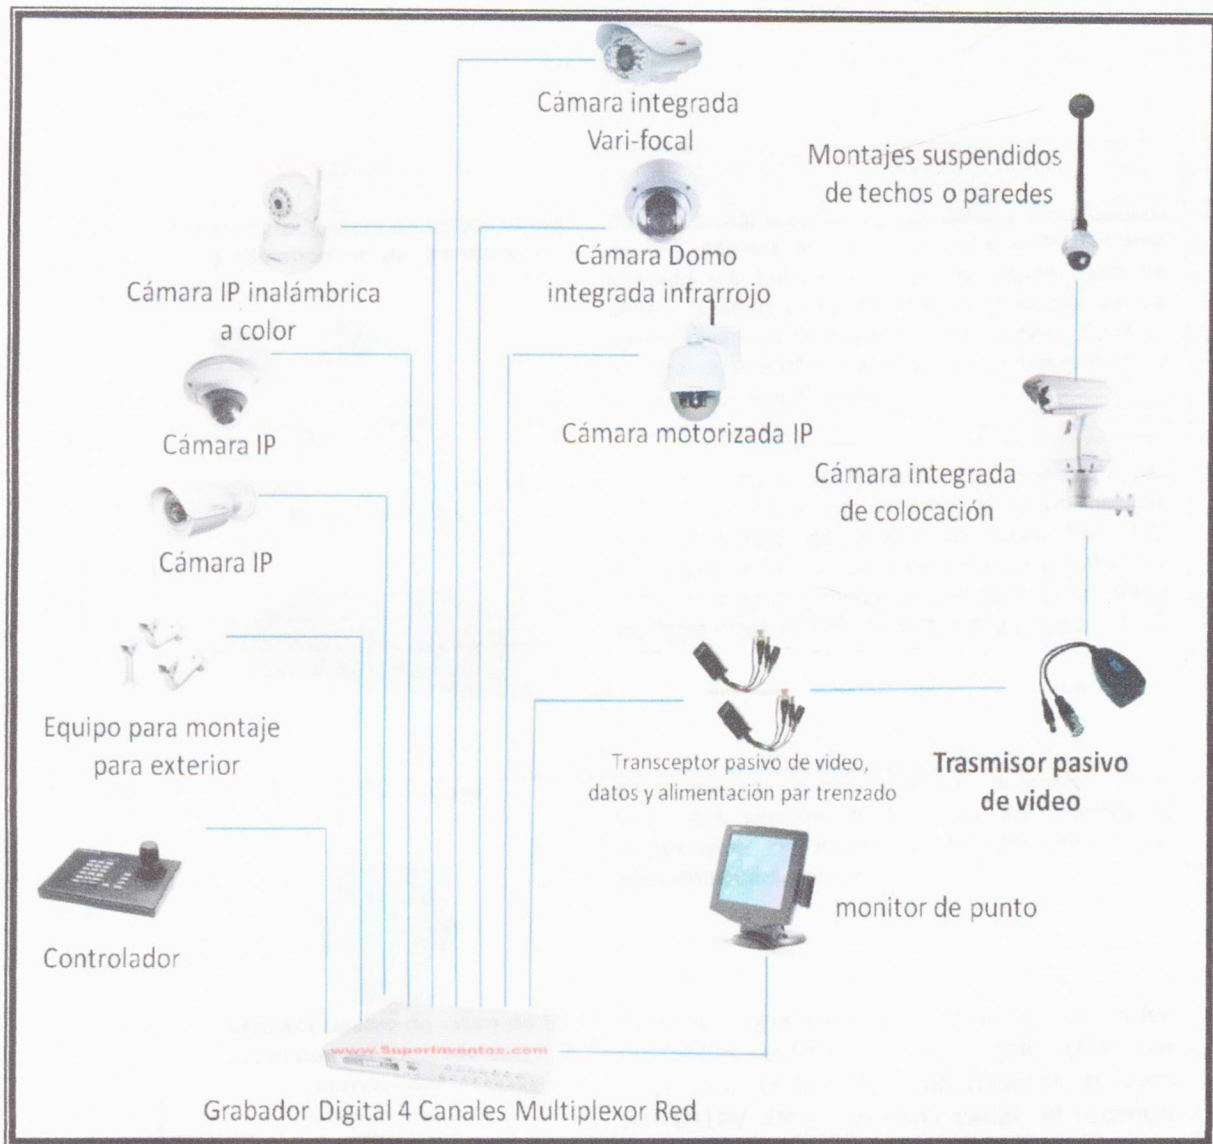 Cámara integrada
Vari-focal
Montajes suspendidos
de techos o paredes
Cámara Domo
integrada infrarrojo
Cámara IP inalámbrica
a color
Cámara motorizada IP
Cámara IP
Cámara integrada
de colocación
Cámara IP
Equipo para montaje
para exterior
Transceptor pasivo de video,
datos y alimentación par trenzado
Trasmisor pasivo
de video
monitor de punto
Controlador
www.SuperInventos.com
Grabador Digital 4 Canales Multiplexor Red